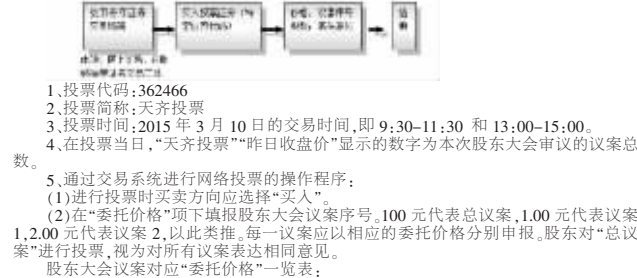 1、投票代码:362466
2、投票简称:天齐投票
3、投票时间:2015 年 3 月 10 日的交易时间,即 9:30–11:30 和 13:00–15:00。
4、在投票当日,“天齐投票”“昨日收盘价”显示的数字为本次股东大会审议的议案总
数。
5、通过交易系统进行网络投票的操作程序:
(1)进行投票时买卖方向应选择“买入”。
(2)在“委托价格”项下填报股东大会议案序号。100 元代表总议案,1.00 元代表议案
1,2.00 元代表议案 2,以此类推。每一议案应以相应的委托价格分别申报。股东对“总议
案”进行投票,视为对所有议案表达相同意见。
股东大会议案对应“委托价格”一览表: